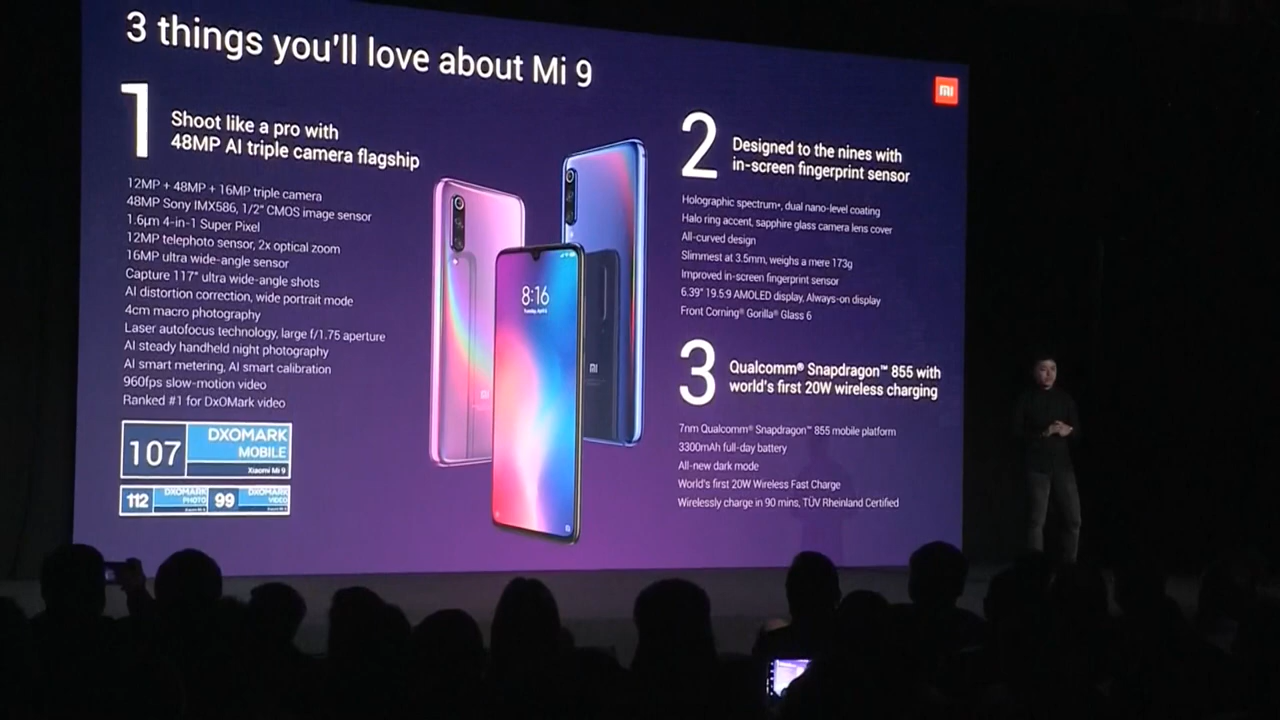 3 things you'll love about Mi 9
mi
1
Shoot like a pro with
48MP AI triple camera flagship
12MP + 48MP + 16MP triple camera
48MP Sony IMX586, 1/2" CMOS image sensor
1.6μm 4-in-1 Super Pixel
12MP telephoto sensor, 2x optical zoom
16MP ultra wide-angle sensor
Capture 117° ultra wide-angle shots
AI distortion correction, wide portrait mode
4cm macro photography
Laser autofocus technology, large f/1.75 aperture
AI steady handheld night photography
AI smart metering, AI smart calibration
960fps slow-motion video
Ranked #1 for DxOMark video
107
DXOMARK
MOBILE
Xiaomi Mi 9
112
DXOMARK
PHOTO
Xiaomi Mi 9
99
DXOMARK
VIDEO
Xiaomi Mi 9
8:16
mi
mi
2
Designed to the nines with
in-screen fingerprint sensor
Holographic spectrum+, dual nano-level coating
Halo ring accent, sapphire glass camera lens cover
All-curved design
Slimmest at 3.5mm, weighs a mere 173g
Improved in-screen fingerprint sensor
6.39" 19.5:9 AMOLED display, Always-on display
Front Corning® Gorilla® Glass 6
3
Qualcomm® Snapdragon™ 855 with
world's first 20W wireless charging
7nm Qualcomm® Snapdragon™ 855 mobile platform
3300mAh full-day battery
All-new dark mode
World's first 20W Wireless Fast Charge
Wirelessly charge in 90 mins, TÜV Rheinland Certified